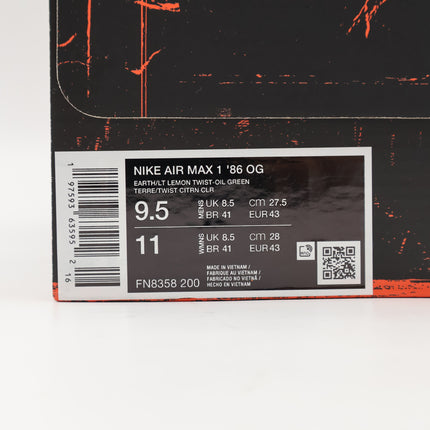 NIKE AIR MAX 1 '86 OG
EARTH/LT LEMON TWIST-OIL GREEN
TERRE/TWIST CITRN CLR
9.5 MENS UK 8.5 CM 27.5
BR 41 EUR 43
11 WMNS UK 8.5 CM 28
BR 41 EUR 43
MADE IN VIETNAM /
FABRIQUE AU VIETNAM /
FABRICADO NO VIETNÃ /
HECHO EN VIETNAM
FN8358 200
1 97593 63595 2 16